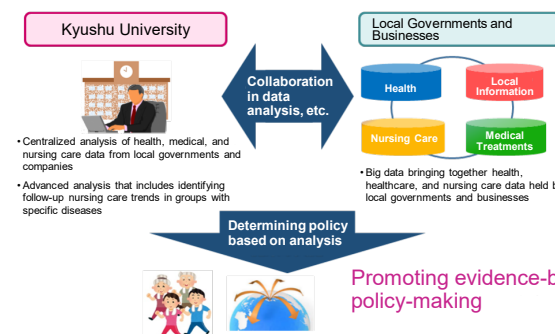 Kyushu University
Local Governments and
Businesses
Collaboration
in data
analysis, etc.
Health
Local
Information
Nursing Care
Medical
Treatments
• Centralized analysis of health, medical, and
nursing care data from local governments and
companies
• Advanced analysis that includes identifying
follow-up nursing care trends in groups with
specific diseases
• Big data bringing together health,
healthcare, and nursing care data held
local governments and businesses
Determining policy
based on analysis
Promoting
policy-making